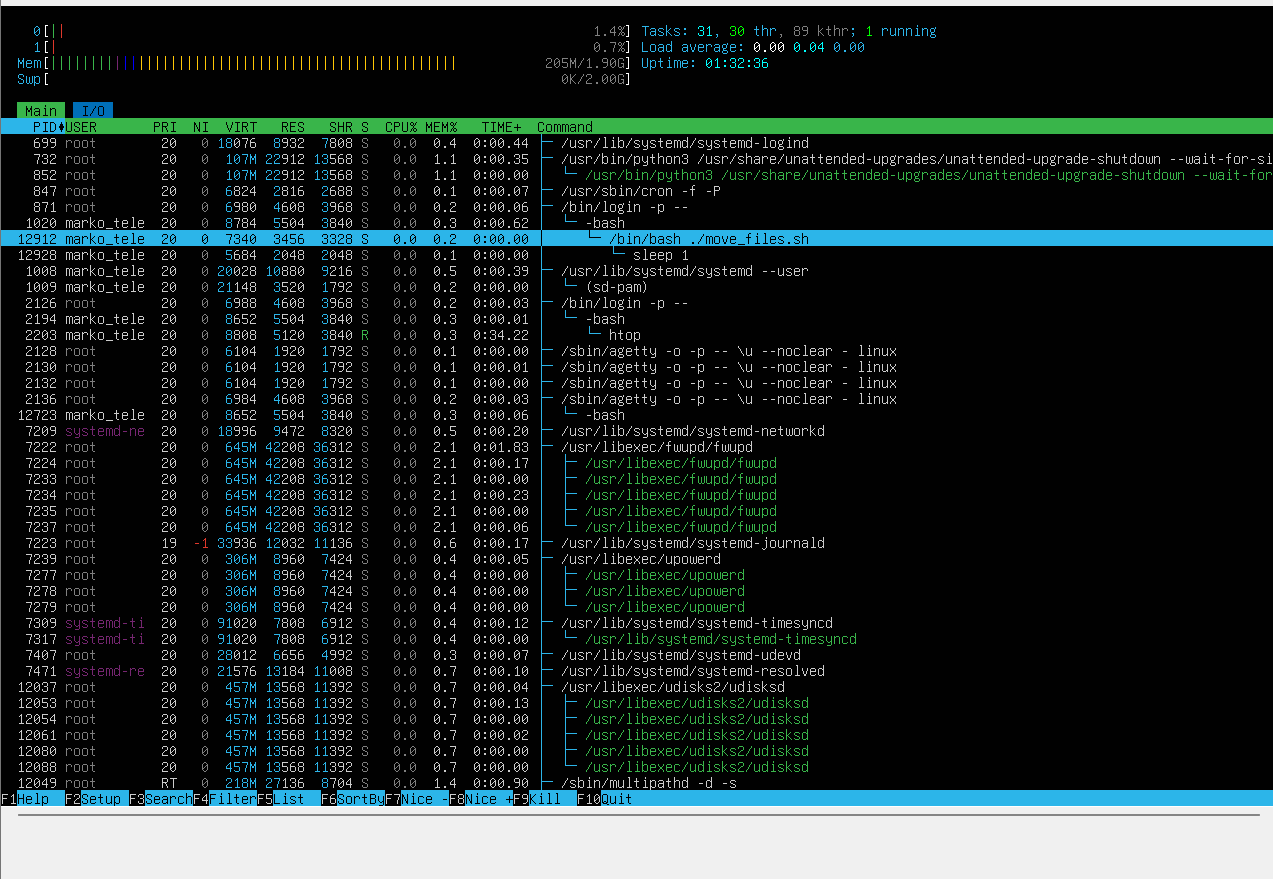 0[|| 1.4%] Tasks: 31, 30 thr, 89 kthr; 1 running
1[| 0.7%] Load average: 0.00 0.04 0.00
Mem[||||||||||||||||||||||||||||||||||||||||||||||||||| 205M/1.90G] Uptime: 01:32:36
Swp[ 0K/2.00G]
Main I/O
PID♦USER PRI NI VIRT RES SHR S CPU% MEM% TIME+ Command
699 root 20 0 18076 8932 7808 S 0.0 0.4 0:00.44 ├─ /usr/lib/systemd/systemd-logind
732 root 20 0 107M 22912 13568 S 0.0 1.1 0:00.35 ├─ /usr/bin/python3 /usr/share/unattended-upgrades/unattended-upgrade-shutdown --wait-for-si
852 root 20 0 107M 22912 13568 S 0.0 1.1 0:00.00 │ └─ /usr/bin/python3 /usr/share/unattended-upgrades/unattended-upgrade-shutdown --wait-for
847 root 20 0 6824 2816 2688 S 0.0 0.1 0:00.07 ├─ /usr/sbin/cron -f -P
871 root 20 0 6980 4608 3968 S 0.0 0.2 0:00.06 ├─ /bin/login -p --
1020 marko_tele 20 0 8784 5504 3840 S 0.0 0.3 0:00.62 │ └─ -bash
12912 marko_tele 20 0 7340 3456 3328 S 0.0 0.2 0:00.00 │ └─ /bin/bash ./move_files.sh
12928 marko_tele 20 0 5684 2048 2048 S 0.0 0.1 0:00.00 │ └─ sleep 1
1008 marko_tele 20 0 20028 10880 9216 S 0.0 0.5 0:00.39 ├─ /usr/lib/systemd/systemd --user
1009 marko_tele 20 0 21148 3520 1792 S 0.0 0.2 0:00.00 │ └─ (sd-pam)
2126 root 20 0 6988 4608 3968 S 0.0 0.2 0:00.03 ├─ /bin/login -p --
2194 marko_tele 20 0 8652 5504 3840 S 0.0 0.3 0:00.01 │ └─ -bash
2203 marko_tele 20 0 8808 5120 3840 R 0.0 0.3 0:34.22 │ └─ htop
2128 root 20 0 6104 1920 1792 S 0.0 0.1 0:00.00 ├─ /sbin/agetty -o -p -- \u --noclear - linux
2130 root 20 0 6104 1920 1792 S 0.0 0.1 0:00.01 ├─ /sbin/agetty -o -p -- \u --noclear - linux
2132 root 20 0 6104 1920 1792 S 0.0 0.1 0:00.00 ├─ /sbin/agetty -o -p -- \u --noclear - linux
2136 root 20 0 6984 4608 3968 S 0.0 0.2 0:00.03 ├─ /sbin/agetty -o -p -- \u --noclear - linux
12723 marko_tele 20 0 8652 5504 3840 S 0.0 0.3 0:00.06 │ └─ -bash
7209 systemd-ne 20 0 18996 9472 8320 S 0.0 0.5 0:00.20 ├─ /usr/lib/systemd/systemd-networkd
7222 root 20 0 645M 42208 36312 S 0.0 2.1 0:01.83 ├─ /usr/libexec/fwupd/fwupd
7224 root 20 0 645M 42208 36312 S 0.0 2.1 0:00.17 │ ├─ /usr/libexec/fwupd/fwupd
7233 root 20 0 645M 42208 36312 S 0.0 2.1 0:00.00 │ ├─ /usr/libexec/fwupd/fwupd
7234 root 20 0 645M 42208 36312 S 0.0 2.1 0:00.23 │ ├─ /usr/libexec/fwupd/fwupd
7235 root 20 0 645M 42208 36312 S 0.0 2.1 0:00.00 │ ├─ /usr/libexec/fwupd/fwupd
7237 root 20 0 645M 42208 36312 S 0.0 2.1 0:00.06 │ └─ /usr/libexec/fwupd/fwupd
7223 root 19 -1 33936 12032 11136 S 0.0 0.6 0:00.17 ├─ /usr/lib/systemd/systemd-journald
7239 root 20 0 306M 8960 7424 S 0.0 0.4 0:00.05 ├─ /usr/libexec/upowerd
7277 root 20 0 306M 8960 7424 S 0.0 0.4 0:00.00 │ ├─ /usr/libexec/upowerd
7278 root 20 0 306M 8960 7424 S 0.0 0.4 0:00.00 │ ├─ /usr/libexec/upowerd
7279 root 20 0 306M 8960 7424 S 0.0 0.4 0:00.00 │ └─ /usr/libexec/upowerd
7309 systemd-ti 20 0 91020 7808 6912 S 0.0 0.4 0:00.12 ├─ /usr/lib/systemd/systemd-timesyncd
7317 systemd-ti 20 0 91020 7808 6912 S 0.0 0.4 0:00.00 │ └─ /usr/lib/systemd/systemd-timesyncd
7407 root 20 0 28012 6656 4992 S 0.0 0.3 0:00.07 ├─ /usr/lib/systemd/systemd-udevd
7471 systemd-re 20 0 21576 13184 11008 S 0.0 0.7 0:00.10 ├─ /usr/lib/systemd/systemd-resolved
12037 root 20 0 457M 13568 11392 S 0.0 0.7 0:00.04 ├─ /usr/libexec/udisks2/udisksd
12053 root 20 0 457M 13568 11392 S 0.0 0.7 0:00.13 │ ├─ /usr/libexec/udisks2/udisksd
12054 root 20 0 457M 13568 11392 S 0.0 0.7 0:00.00 │ ├─ /usr/libexec/udisks2/udisksd
12061 root 20 0 457M 13568 11392 S 0.0 0.7 0:00.02 │ ├─ /usr/libexec/udisks2/udisksd
12080 root 20 0 457M 13568 11392 S 0.0 0.7 0:00.00 │ ├─ /usr/libexec/udisks2/udisksd
12088 root 20 0 457M 13568 11392 S 0.0 0.7 0:00.00 │ └─ /usr/libexec/udisks2/udisksd
12049 root RT 0 218M 27136 8704 S 0.0 1.4 0:00.90 ├─ /sbin/multipathd -d -s
F1Help F2Setup F3SearchF4FilterF5List F6SortByF7Nice -F8Nice +F9Kill F10Quit